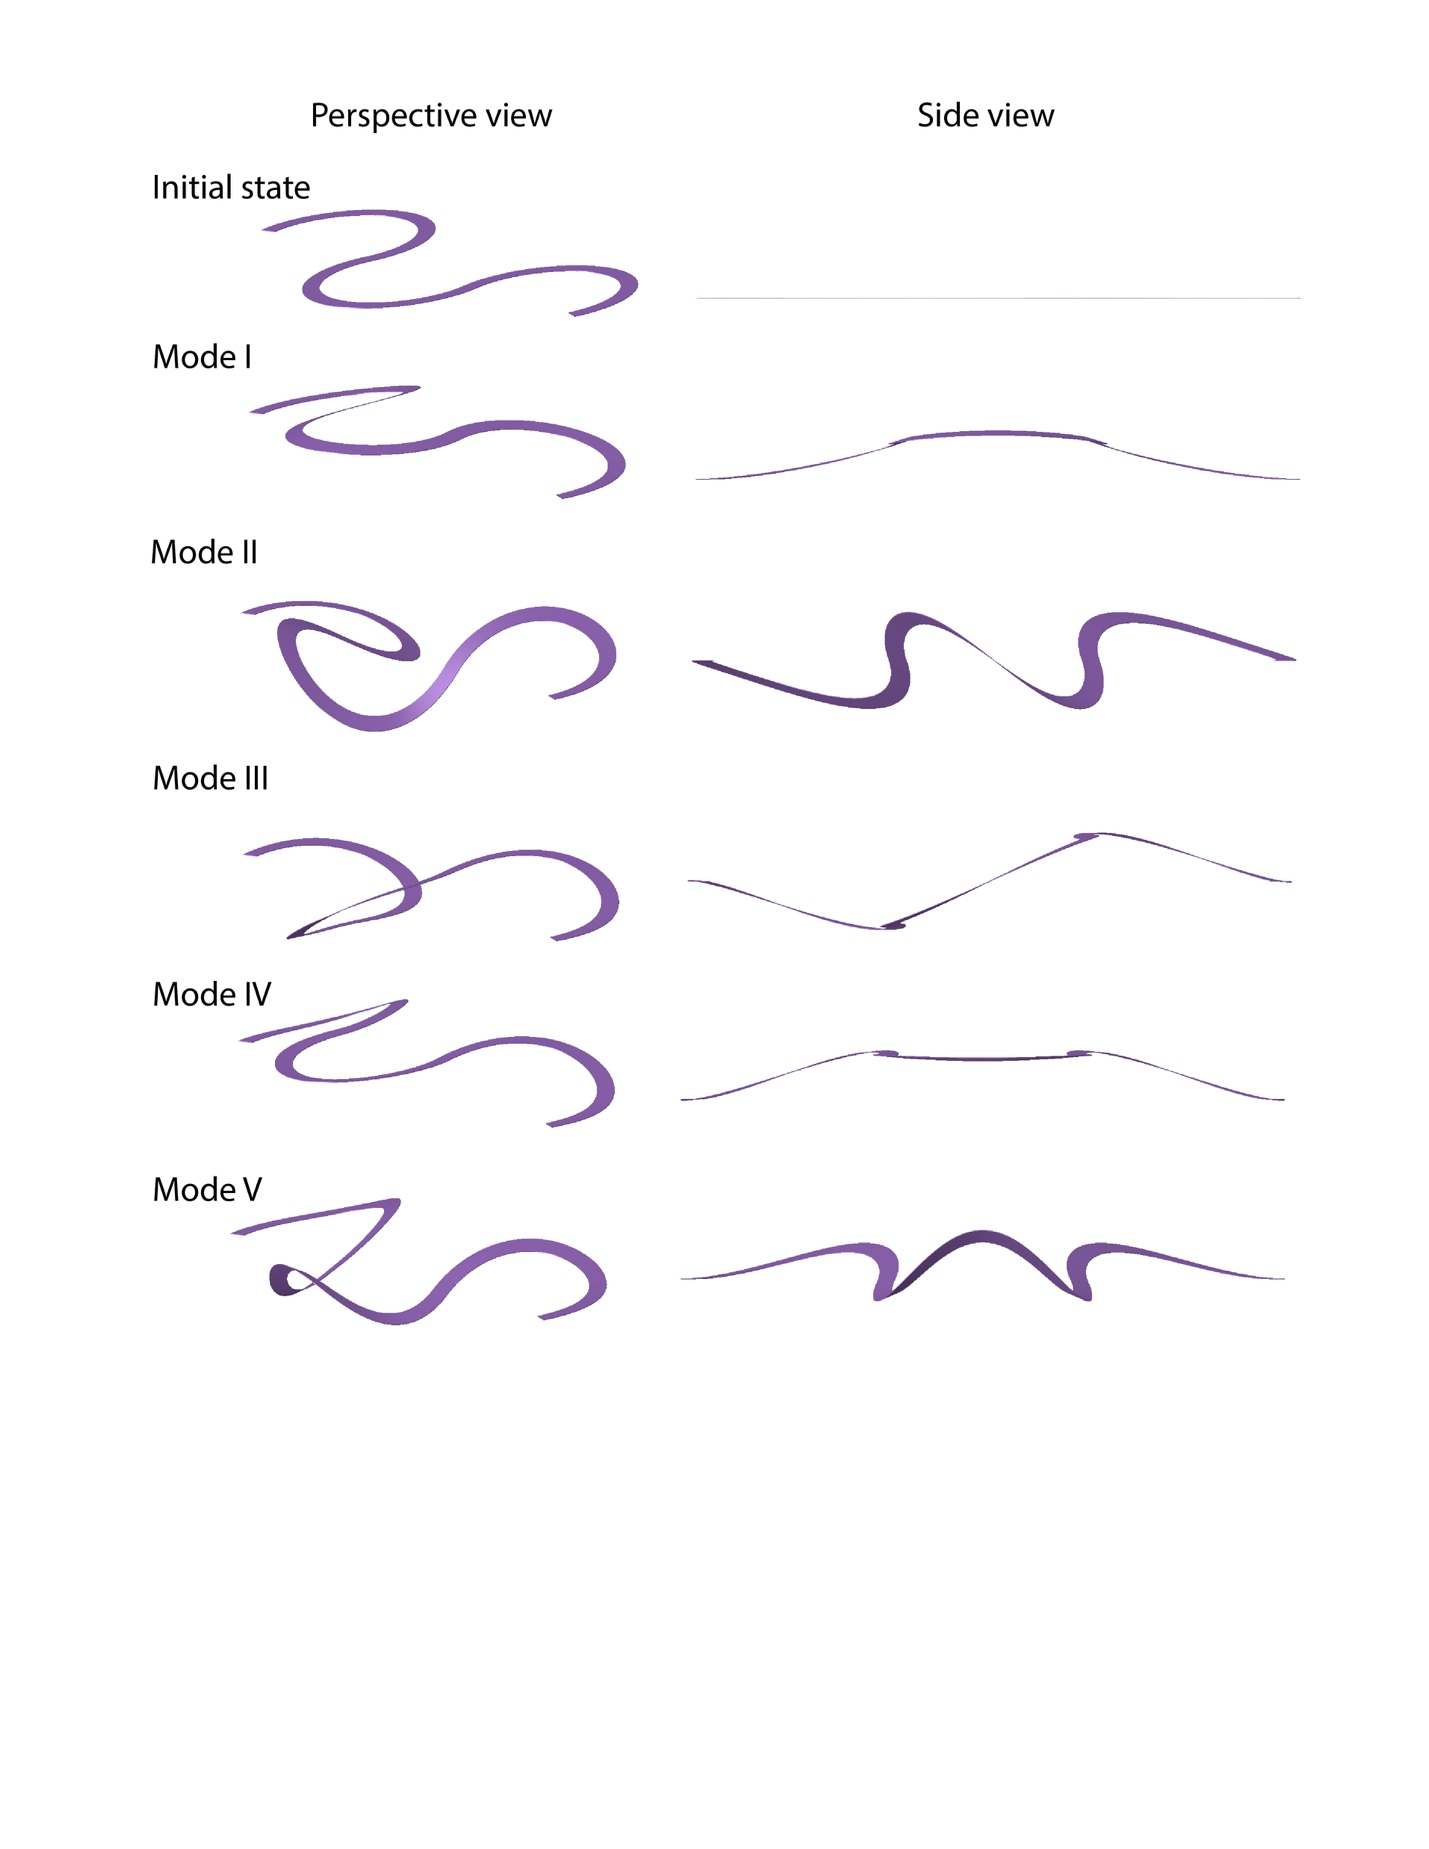 Perspective view
Side view
Initial state
Mode I
Mode II
Mode III
Mode IV
Mode V